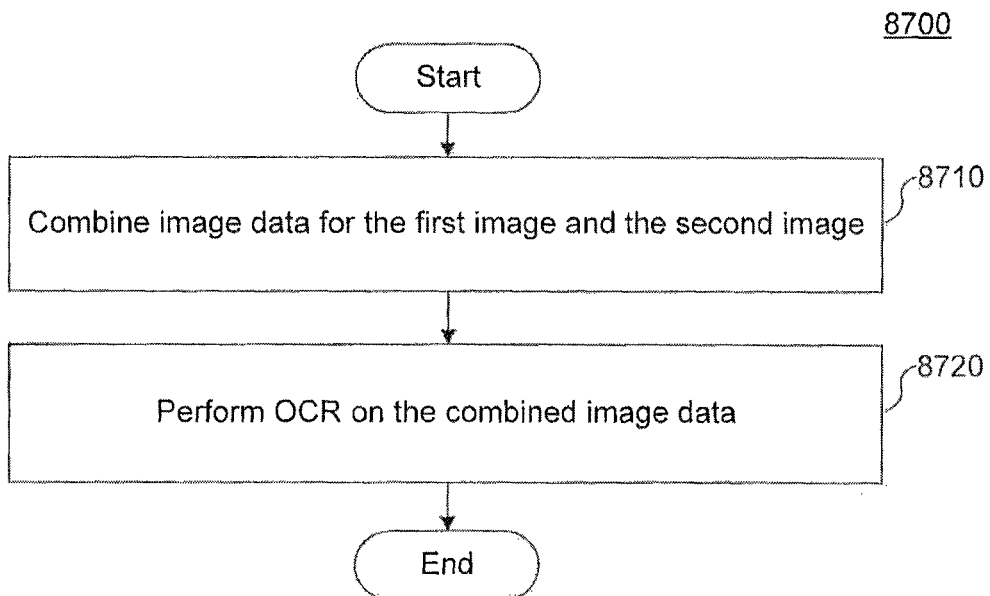 8700
Start
Combine image data for the first image and the second image
8710
Perform OCR on the combined image data
8720
End